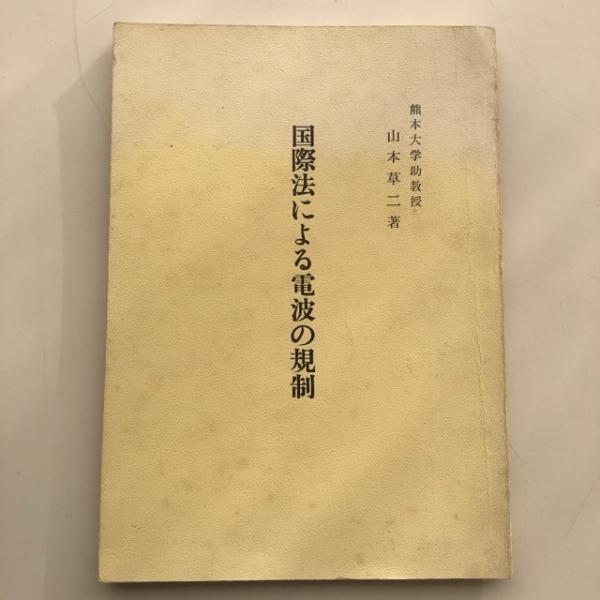 熊本大学助教授
山本草二著
国際法による電波の規制